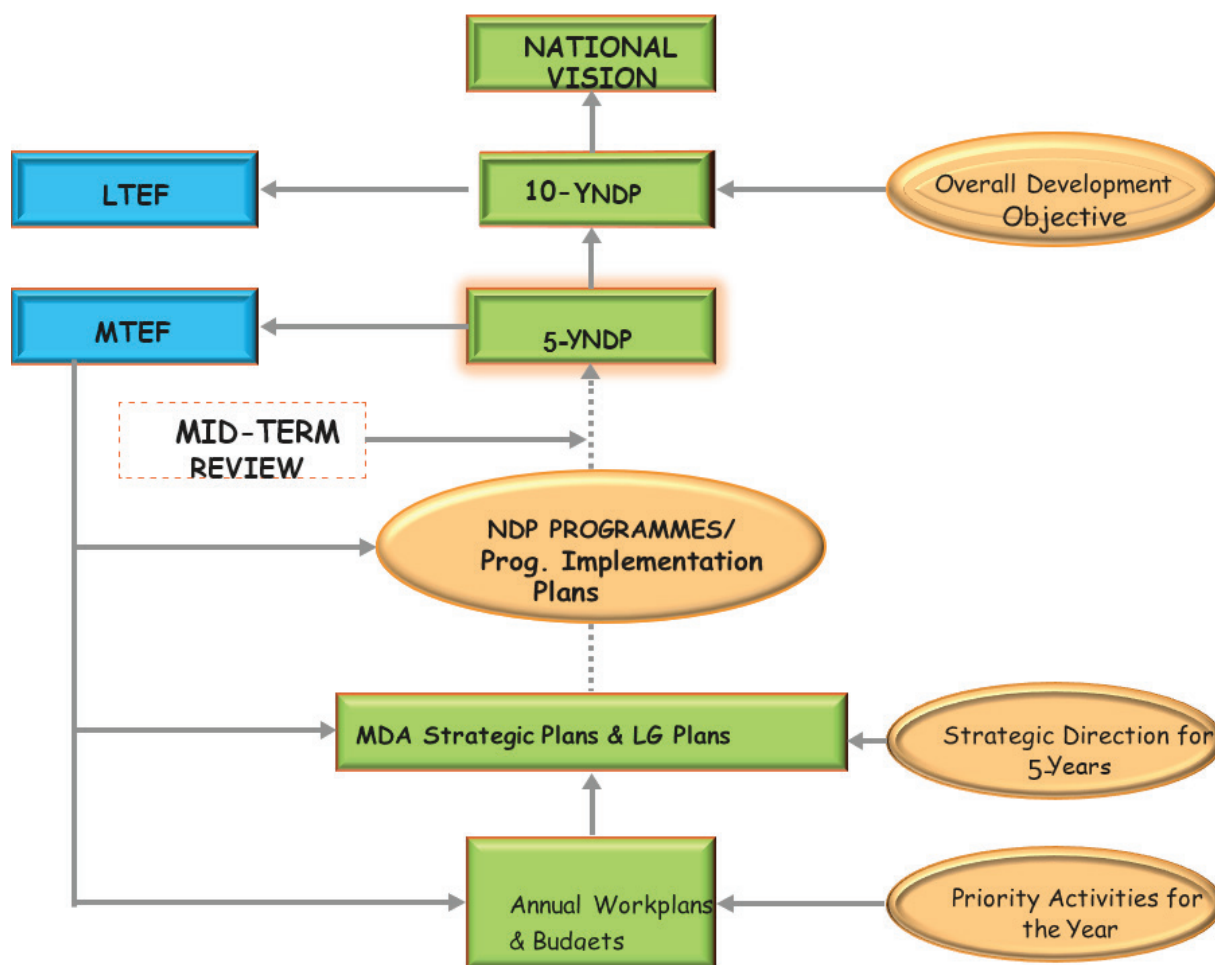 NATIONAL
VISION
LTEF
10-YNDP
Overall Development
Objective
MTEF
5-YNDP
MID-TERM
REVIEW
NDP PROGRAMMES/
Prog. Implementation
Plans
MDA Strategic Plans & LG Plans
Strategic Direction for
5-Years
Annual Workplans
& Budgets
Priority Activities for
the Year